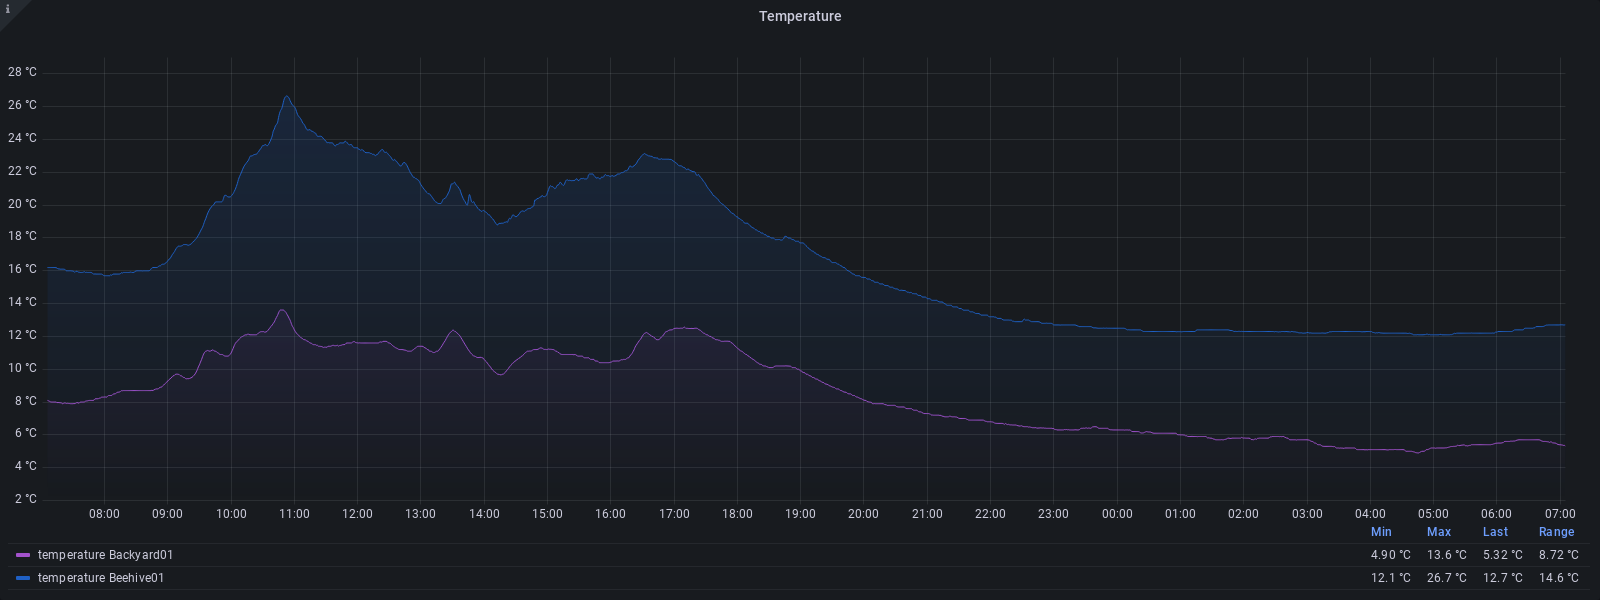 i
Temperature
28 °C
26 °C
24 °C
22 °C
20 °C
18 °C
16 °C
14 °C
12 °C
10 °C
8 °C
6 °C
4 °C
2 °C
08:00 09:00 10:00 11:00 12:00 13:00 14:00 15:00 16:00 17:00 18:00 19:00 20:00 21:00 22:00 23:00 00:00 01:00 02:00 03:00 04:00 05:00 06:00 07:00
Min Max Last Range
temperature Backyard01 4.90 °C 13.6 °C 5.32 °C 8.72 °C
temperature Beehive01 12.1 °C 26.7 °C 12.7 °C 14.6 °C